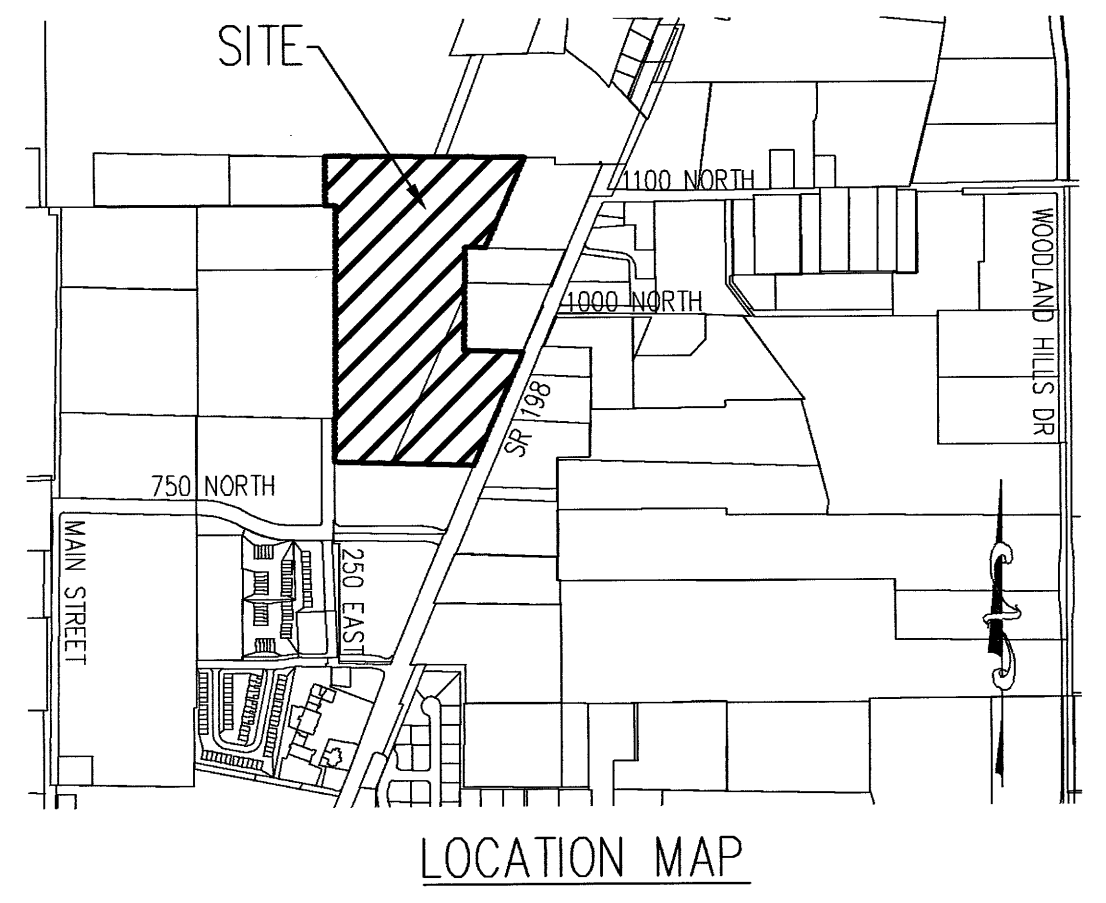 SITE
1100 NORTH
1000 NORTH
WOODLAND HILLS DR
SR 198
750 NORTH
MAIN STREET
250 EAST
LOCATION MAP